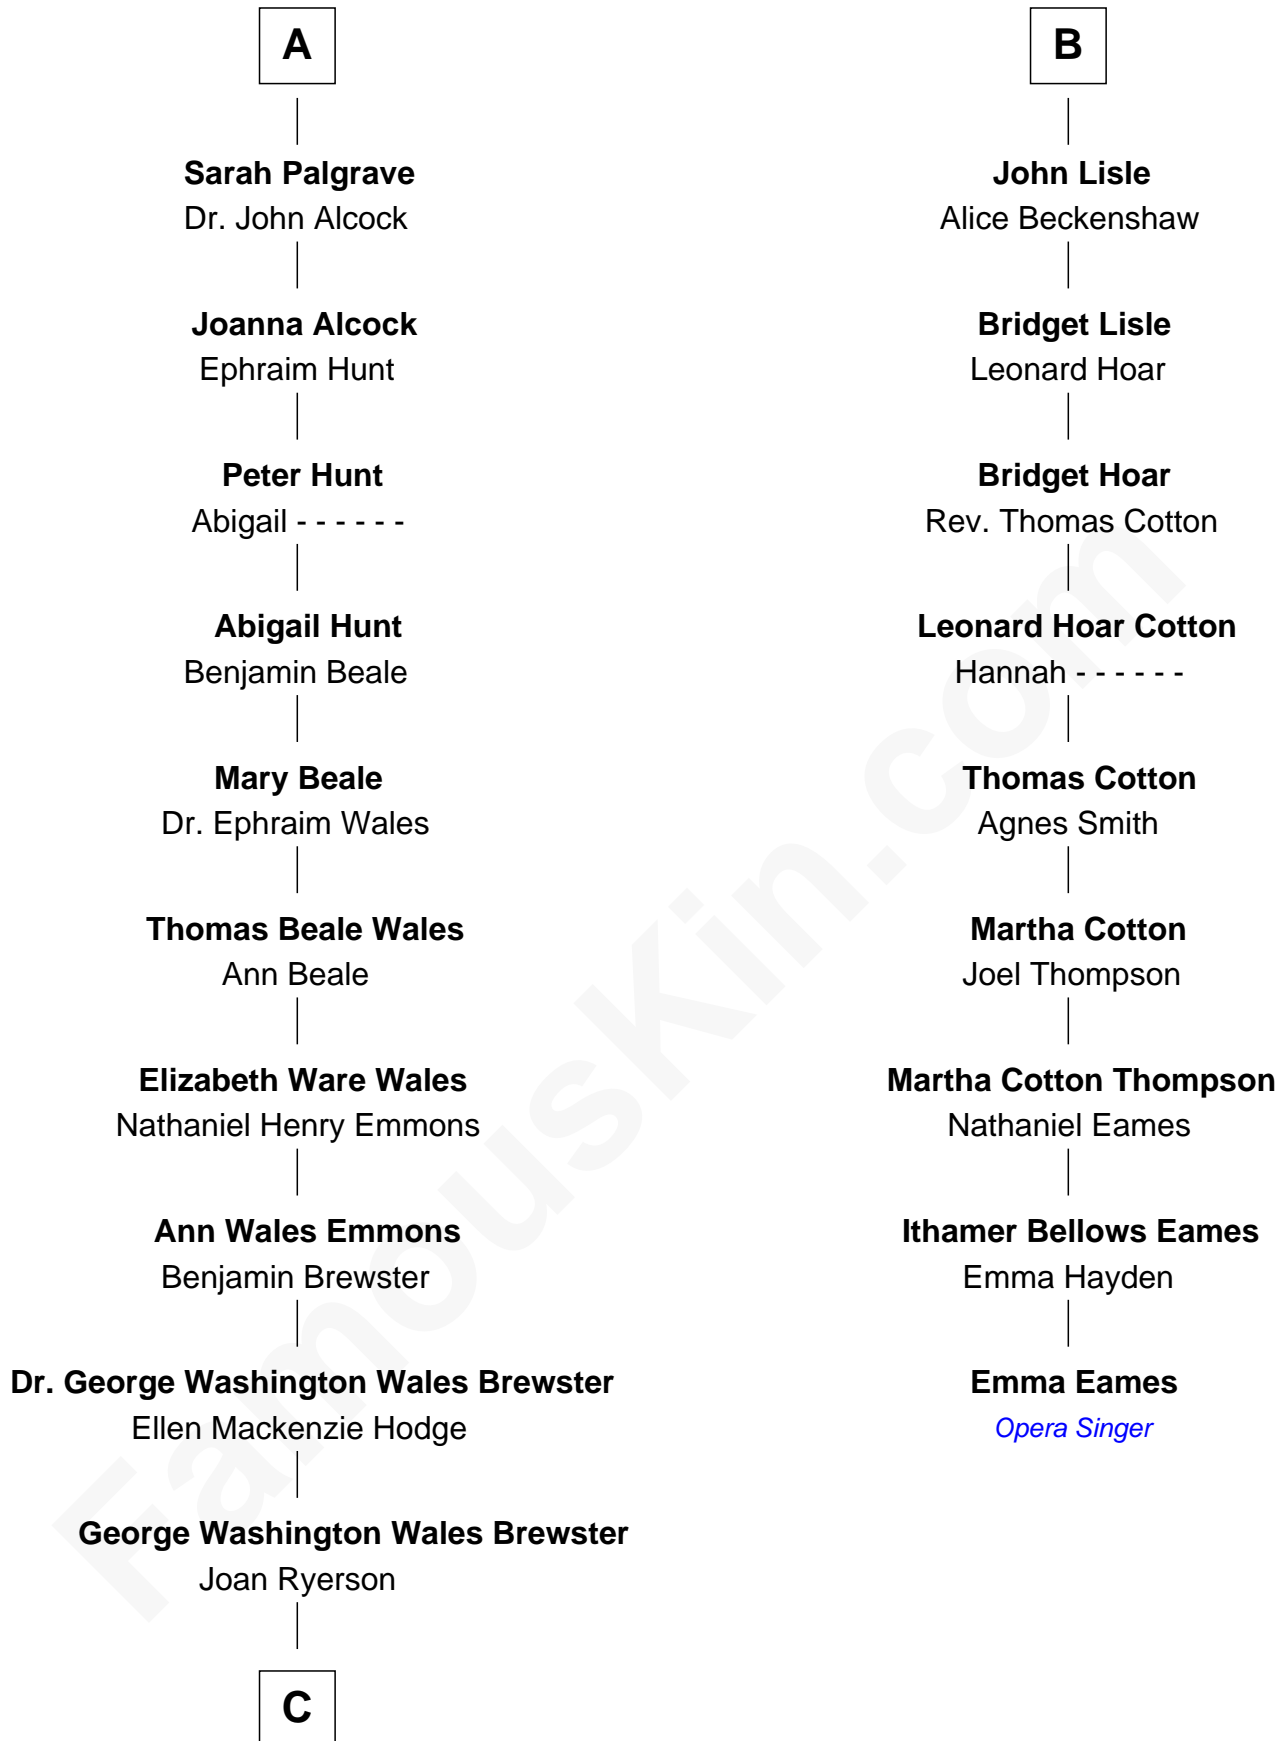 A
Sarah Palgrave
Dr. John Alcock
Joanna Alcock
Ephraim Hunt
Peter Hunt
Abigail - - - - - -
Abigail Hunt
Benjamin Beale
Mary Beale
Dr. Ephraim Wales
Thomas Beale Wales
Ann Beale
Elizabeth Ware Wales
Nathaniel Henry Emmons
Ann Wales Emmons
Benjamin Brewster
Dr. George Washington Wales Brewster
Ellen Mackenzie Hodge
George Washington Wales Brewster
Joan Ryerson
C
B
John Lisle
Alice Beckenshaw
Bridget Lisle
Leonard Hoar
Bridget Hoar
Rev. Thomas Cotton
Leonard Hoar Cotton
Hannah - - - - - -
Thomas Cotton
Agnes Smith
Martha Cotton
Joel Thompson
Martha Cotton Thompson
Nathaniel Eames
Ithamer Bellows Eames
Emma Hayden
Emma Eames
Opera Singer
FamousKin.com